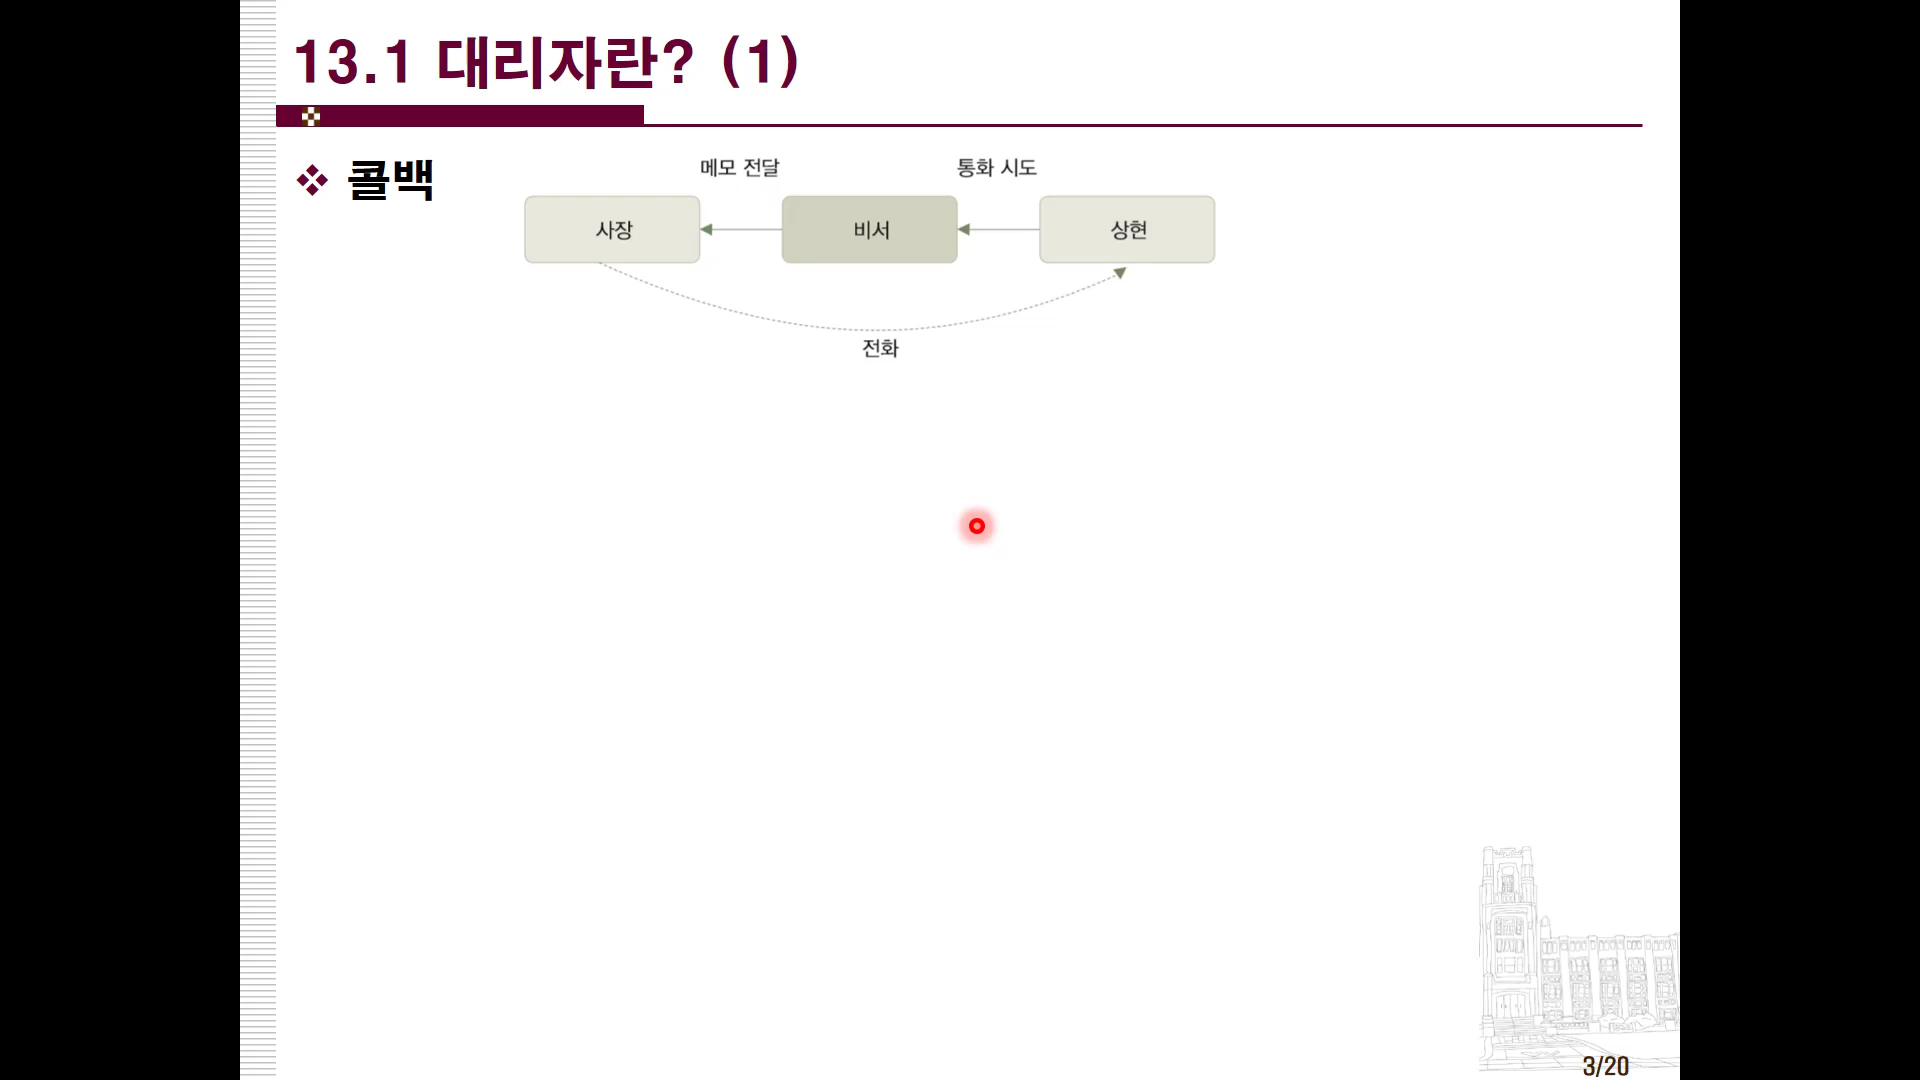 13.1 대리자란? (1)
콜백
메모 전달
통화 시도
사장
비서
상현
전화
3/20